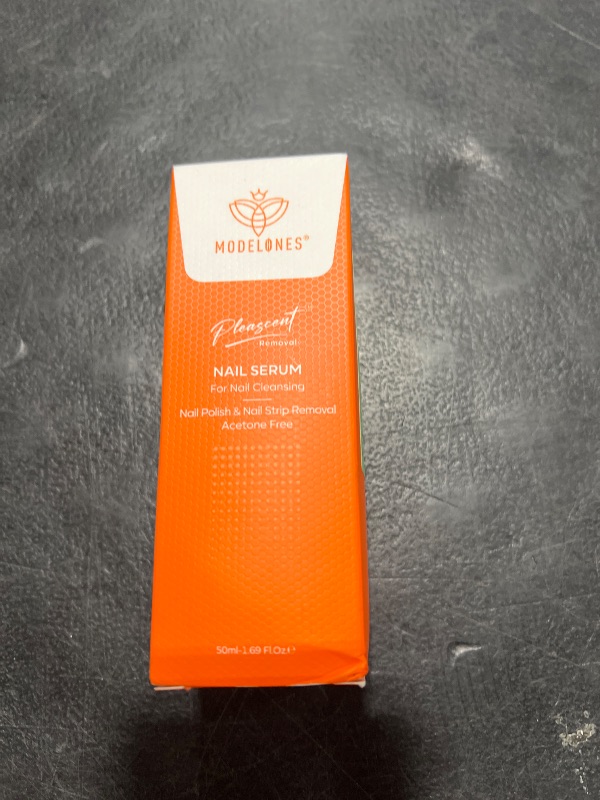 MODELONES®
Pleascent™
Removal
NAIL SERUM
For Nail Cleansing
Nail Polish & Nail Strip Removal
Acetone Free
50ml-1.69 Fl.Oz.℮